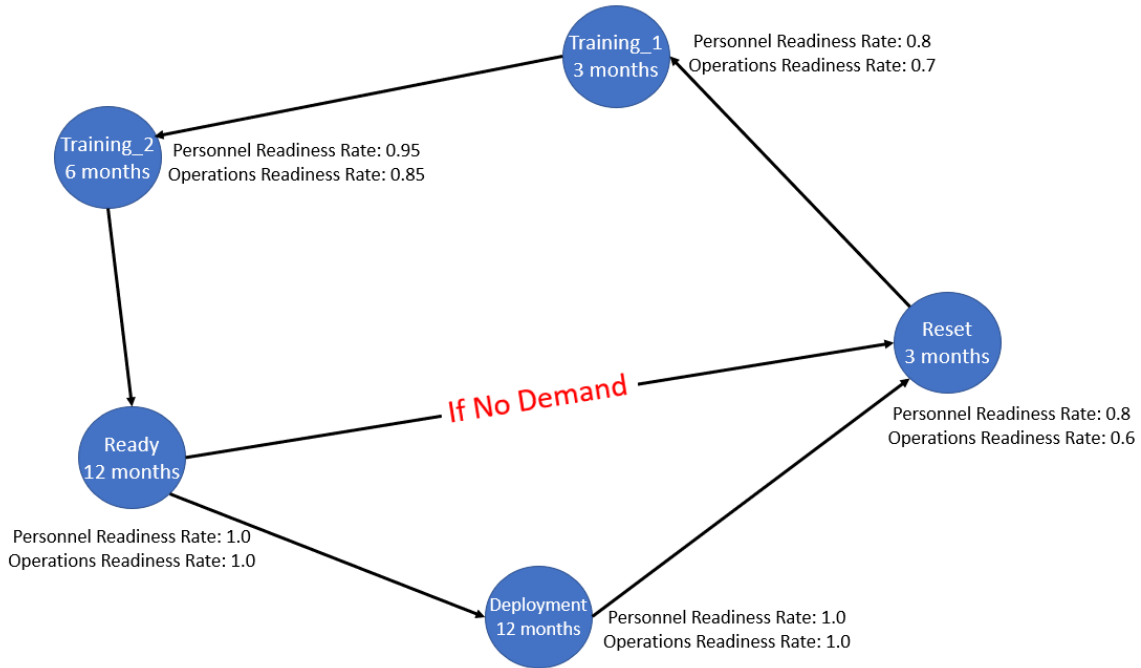 Training_1
3 months
Personnel Readiness Rate: 0.8
Operations Readiness Rate: 0.7
Training_2
6 months
Personnel Readiness Rate: 0.95
Operations Readiness Rate: 0.85
Reset
3 months
Personnel Readiness Rate: 0.8
Operations Readiness Rate: 0.6
If No Demand
Ready
12 months
Personnel Readiness Rate: 1.0
Operations Readiness Rate: 1.0
Deployment
12 months
Personnel Readiness Rate: 1.0
Operations Readiness Rate: 1.0